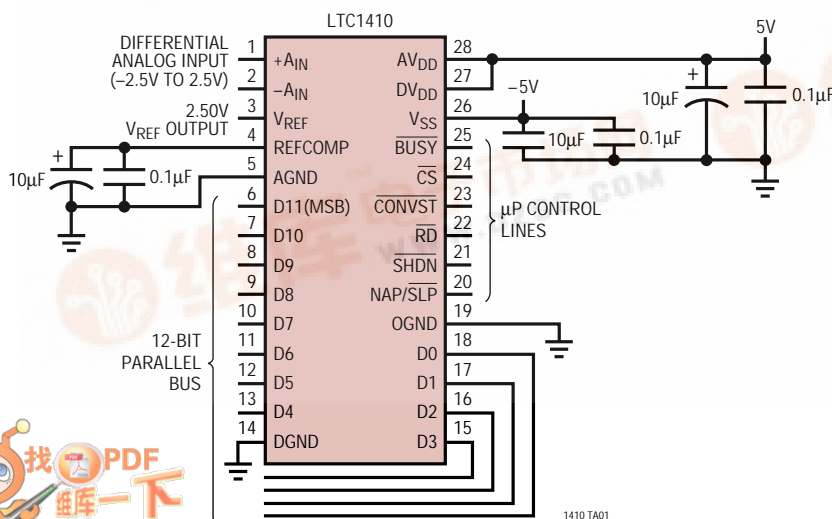 LTC1410
DIFFERENTIAL
ANALOG INPUT
(–2.5V TO 2.5V)
2.50V
VREF OUTPUT
10µF
+
0.1µF
12-BIT
PARALLEL
BUS
1
2
3
4
5
6
7
8
9
10
11
12
13
14
+AIN
–AIN
VREF
REFCOMP
AGND
D11(MSB)
D10
D9
D8
D7
D6
D5
D4
DGND
AVDD
DVDD
VSS
BUSY
CS
CONVST
RD
SHDN
NAP/SLP
OGND
D0
D1
D2
D3
28
27
26
25
24
23
22
21
20
19
18
17
16
15
–5V
10µF
0.1µF
5V
+
10µF
0.1µF
µP CONTROL
LINES
1410 TA01
找 PDF
维库一下